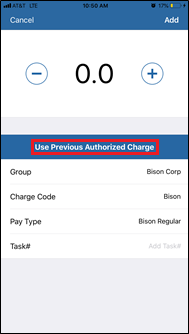 AT&T LTE 10:50 AM 17%
Cancel Add
0.0
Use Previous Authorized Charge
Group Bison Corp
Charge Code Bison
Pay Type Bison Regular
Task# Add Task#